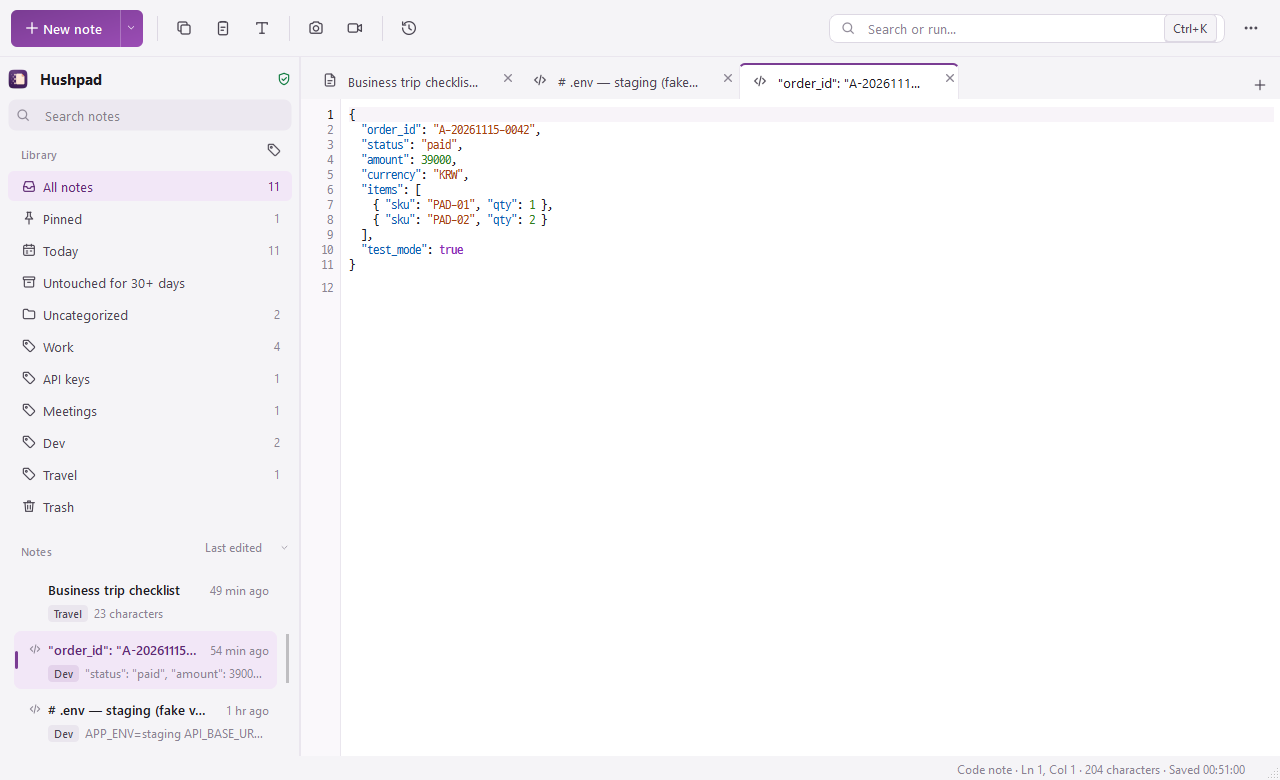 New note
Search or run...
Ctrl+K
Hushpad
Search notes
Library
All notes 11
Pinned 1
Today 11
Untouched for 30+ days
Uncategorized 2
Work 4
API keys 1
Meetings 1
Dev 2
Travel 1
Trash
Notes
Last edited
Business trip checklist 49 min ago
Travel 23 characters
"order_id": "A-20261115... 54 min ago
Dev "status": "paid", "amount": 3900...
# .env — staging (fake v... 1 hr ago
Dev APP_ENV=staging API_BASE_UR...
Business trip checklis...
# .env — staging (fake...
"order_id": "A-2026111...
1 {
2 "order_id": "A-20261115-0042",
3 "status": "paid",
4 "amount": 39000,
5 "currency": "KRW",
6 "items": [
7 { "sku": "PAD-01", "qty": 1 },
8 { "sku": "PAD-02", "qty": 2 }
9 ],
10 "test_mode": true
11 }
12
Code note · Ln 1, Col 1 · 204 characters · Saved 00:51:00